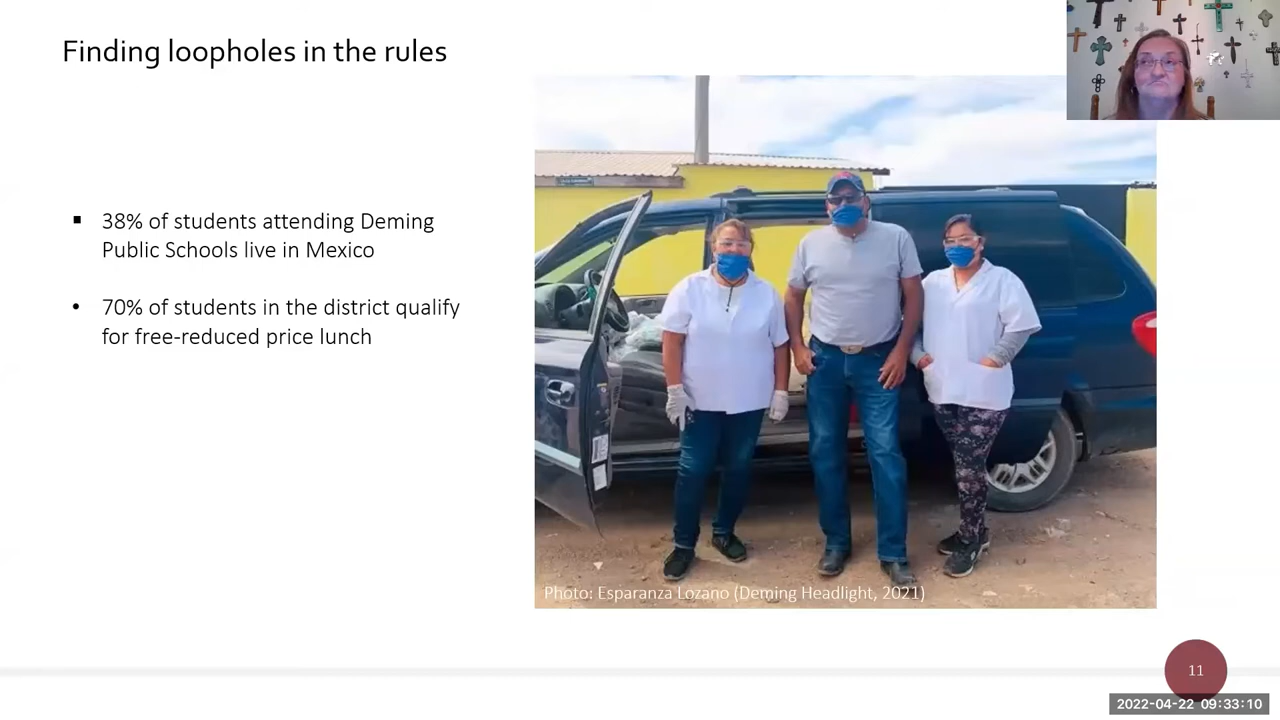 Finding loopholes in the rules
▪ 38% of students attending Deming
Public Schools live in Mexico
• 70% of students in the district qualify
for free-reduced price lunch
Photo: Esparanza Lozano (Deming Headlight, 2021)
11
2022-04-22 09:33:10